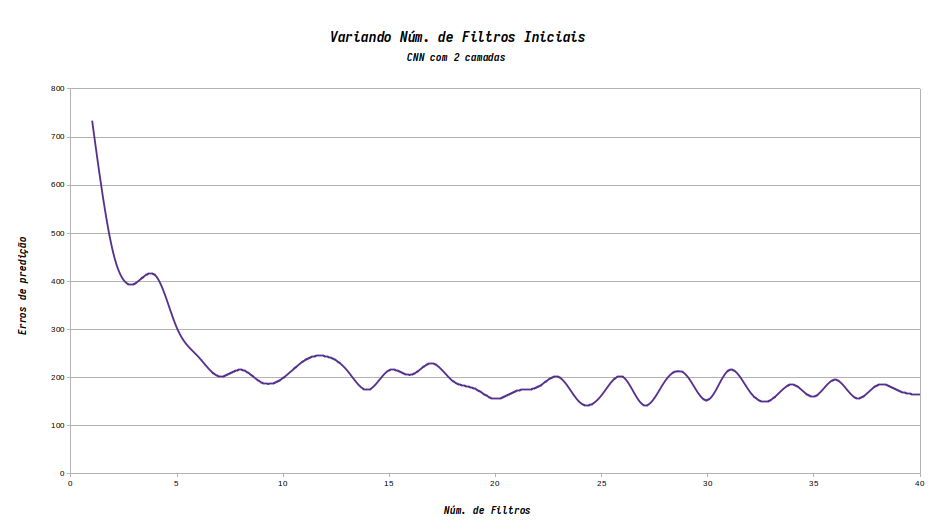 Variando Núm. de Filtros Iniciais
CNN com 2 camadas
800
700
600
500
400
300
200
100
0
Erros de predição
0 5 10 15 20 25 30 35 40
Núm. de Filtros